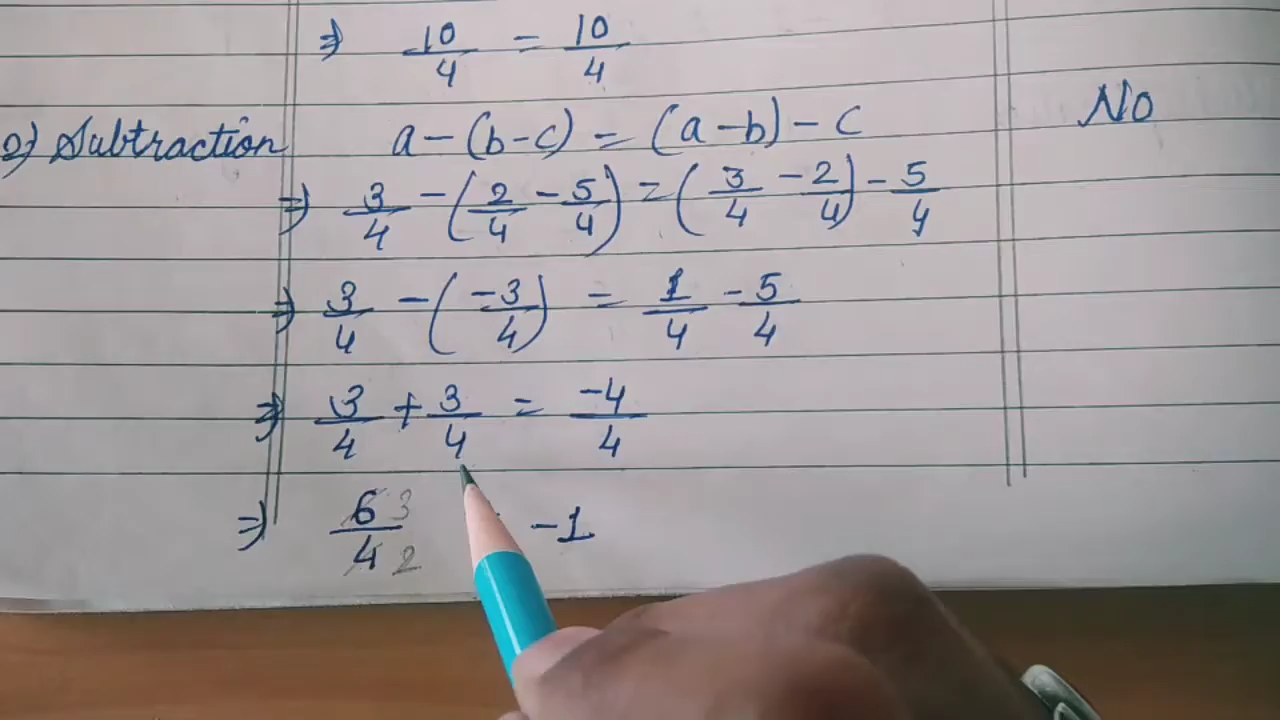 ⇒ 10/4 = 10/4
2) Subtraction a-(b-c) = (a-b)-c No
⇒ 3/4 - (2/4 - 5/4) = (3/4 - 2/4) - 5/4
⇒ 3/4 - (-3/4) = 1/4 - 5/4
⇒ 3/4 + 3/4 = -4/4
⇒ 6/4 3/2 -1